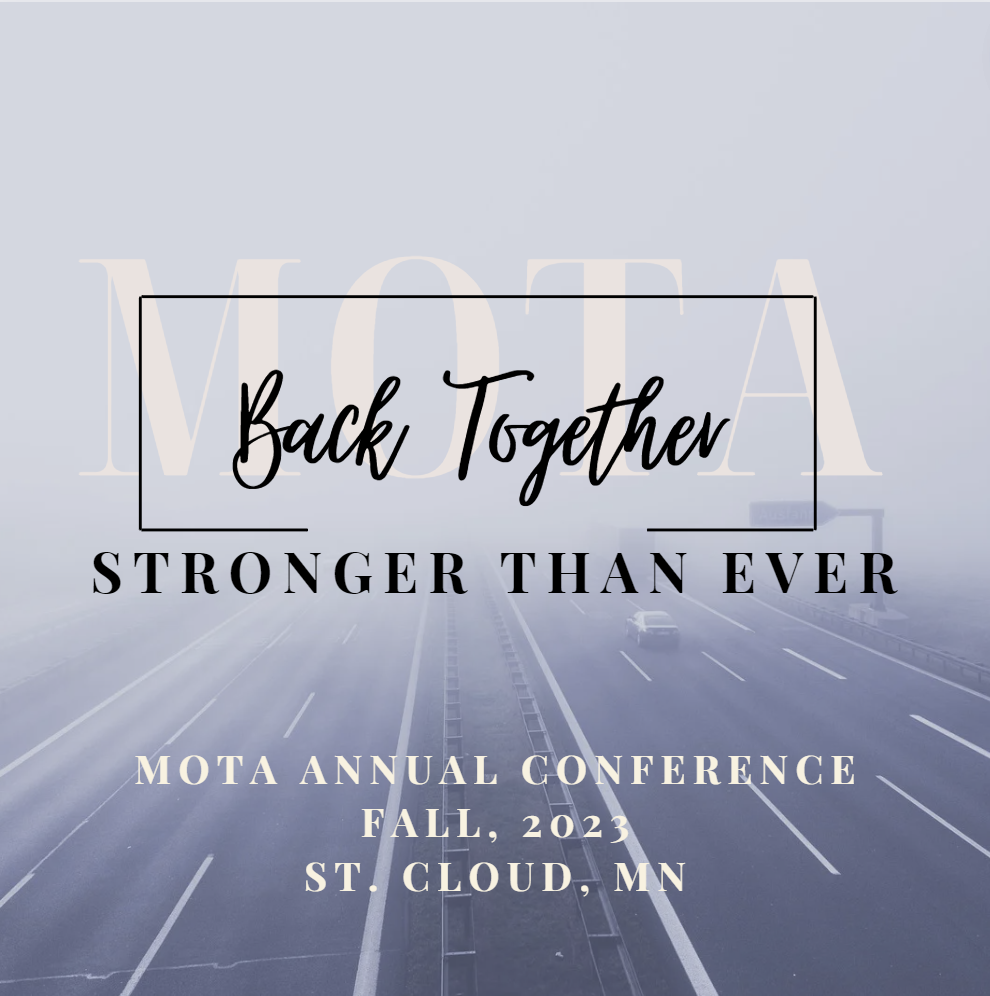 MOTA
Back Together
STRONGER THAN EVER
MOTA ANNUAL CONFERENCE
FALL, 2023
ST. CLOUD, MN